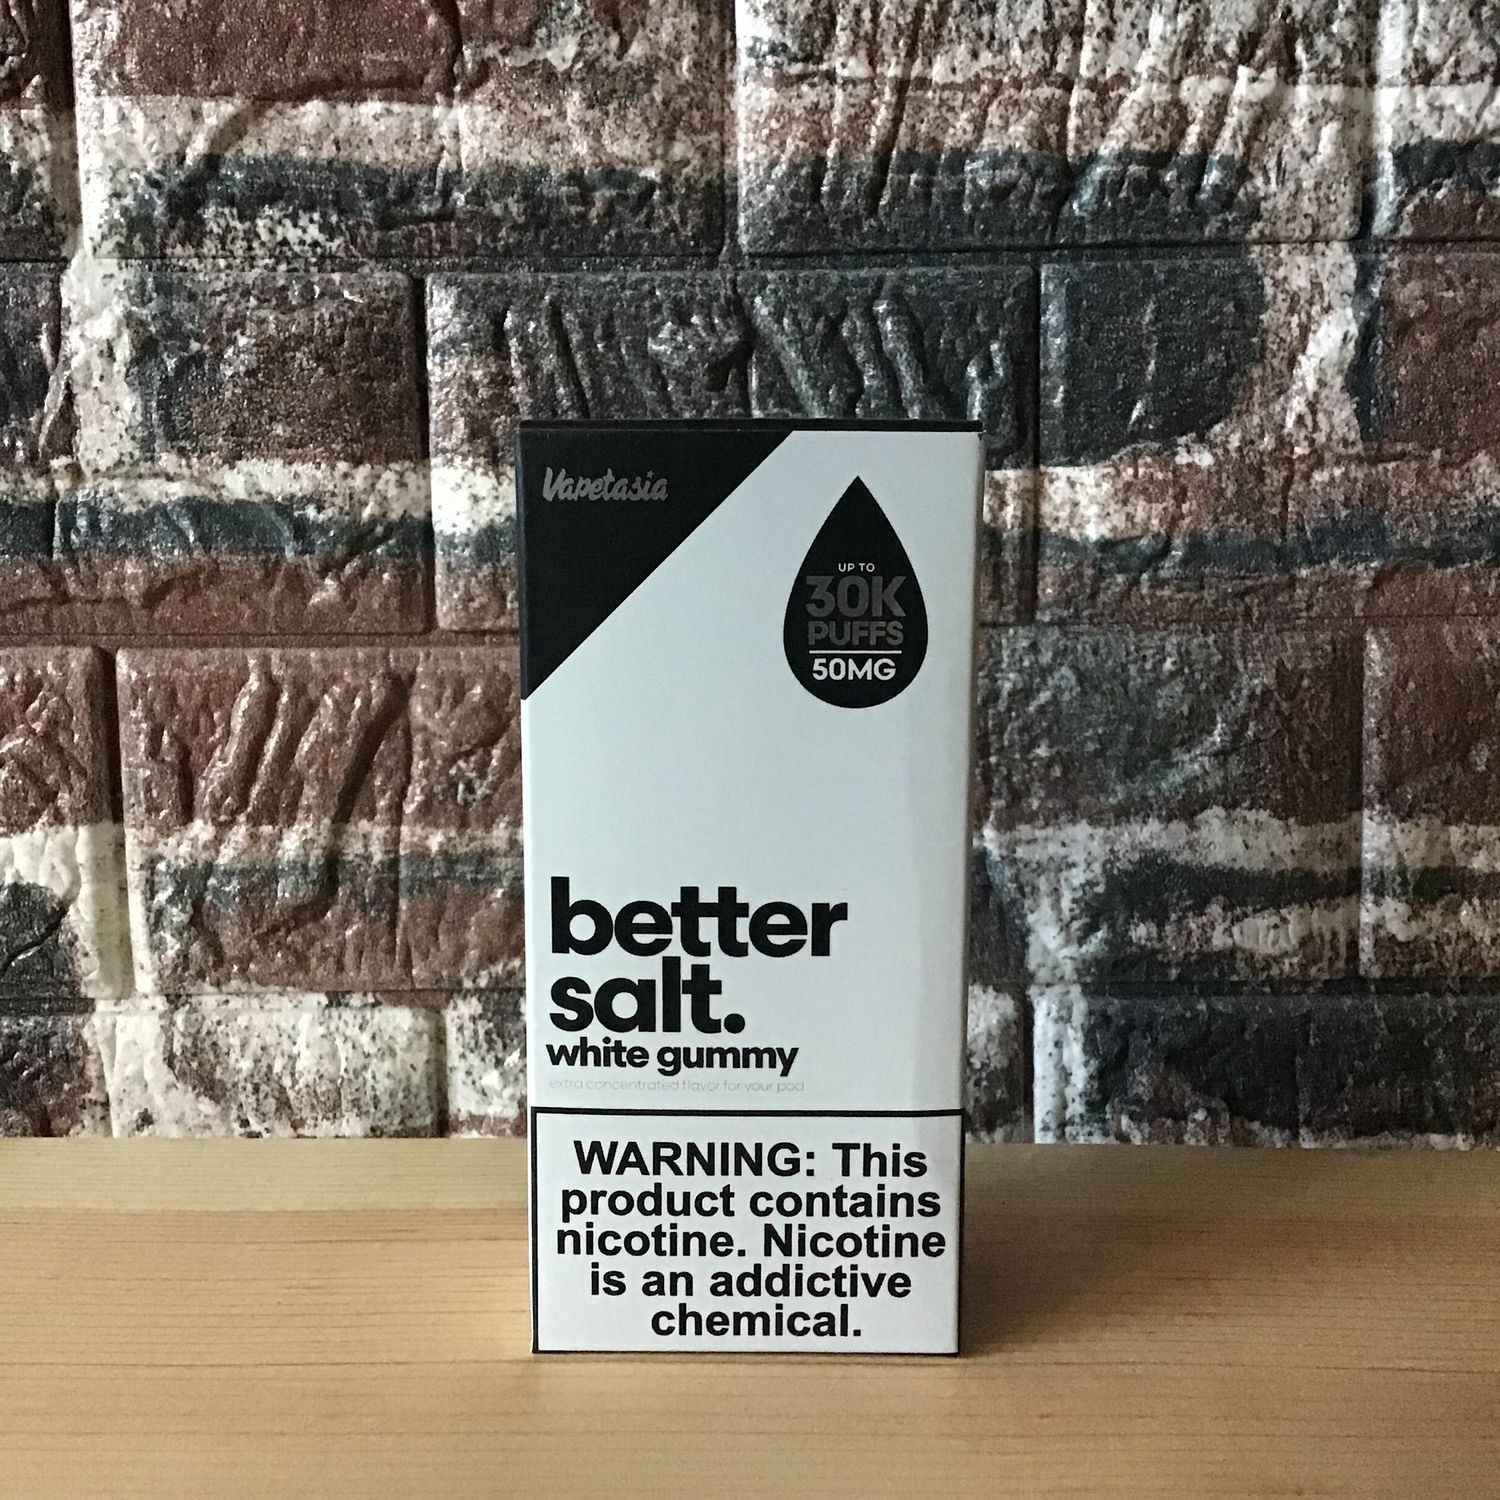 Vapetasia
UP TO
30K
PUFFS
50MG
better
salt.
white gummy
extra concentrated flavor for your pod
WARNING: This
product contains
nicotine. Nicotine
is an addictive
chemical.